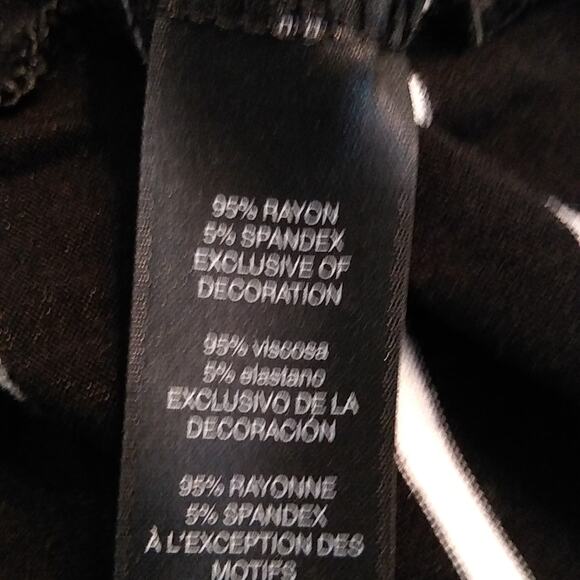 95% RAYON
5% SPANDEX
EXCLUSIVE OF
DECORATION
95% viscosa
5% elastano
EXCLUSIVO DE LA
DECORACIÓN
95% RAYONNE
5% SPANDEX
À L'EXCEPTION DES
MOTIFS